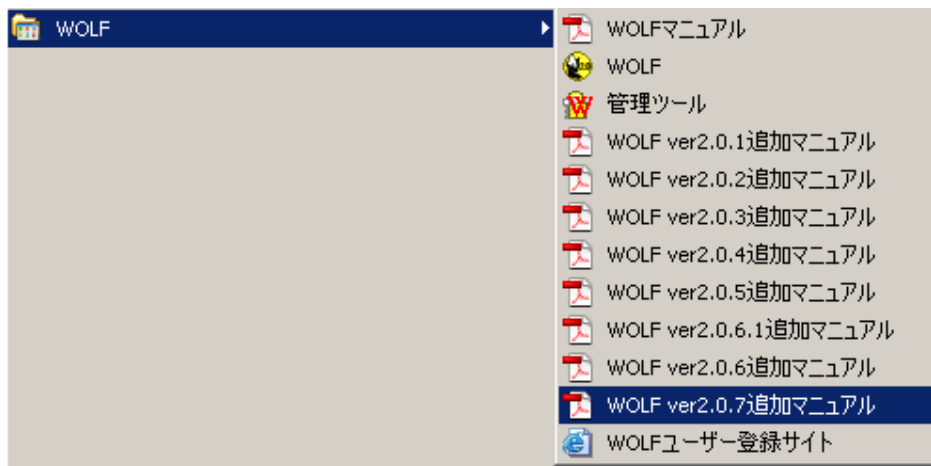 WOLF
WOLFマニュアル
WOLF
管理ツール
WOLF ver2.0.1追加マニュアル
WOLF ver2.0.2追加マニュアル
WOLF ver2.0.3追加マニュアル
WOLF ver2.0.4追加マニュアル
WOLF ver2.0.5追加マニュアル
WOLF ver2.0.6.1追加マニュアル
WOLF ver2.0.6追加マニュアル
WOLF ver2.0.7追加マニュアル
WOLFユーザー登録サイト